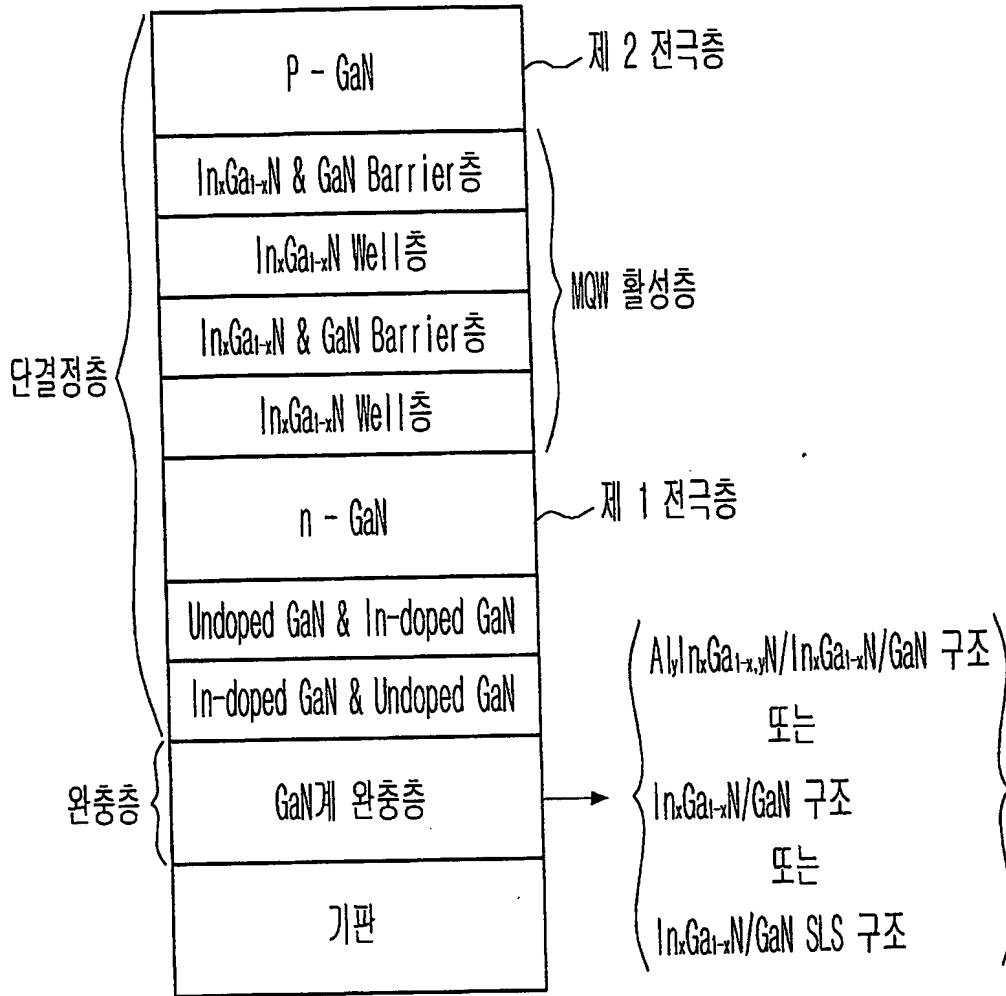 P - GaN
제 2 전극층
InₓGa₁₋ₓN & GaN Barrier층
InₓGa₁₋ₓN Well층
MQW 활성층
InₓGa₁₋ₓN & GaN Barrier층
InₓGa₁₋ₓN Well층
단결정층
n - GaN
제 1 전극층
Undoped GaN & In-doped GaN
In-doped GaN & Undoped GaN
완충층
GaN계 완충층
기판
AlyInₓGa₁₋ₓ,yN/InₓGa₁₋ₓN/GaN 구조
또는
InₓGa₁₋ₓN/GaN 구조
또는
InₓGa₁₋ₓN/GaN SLS 구조